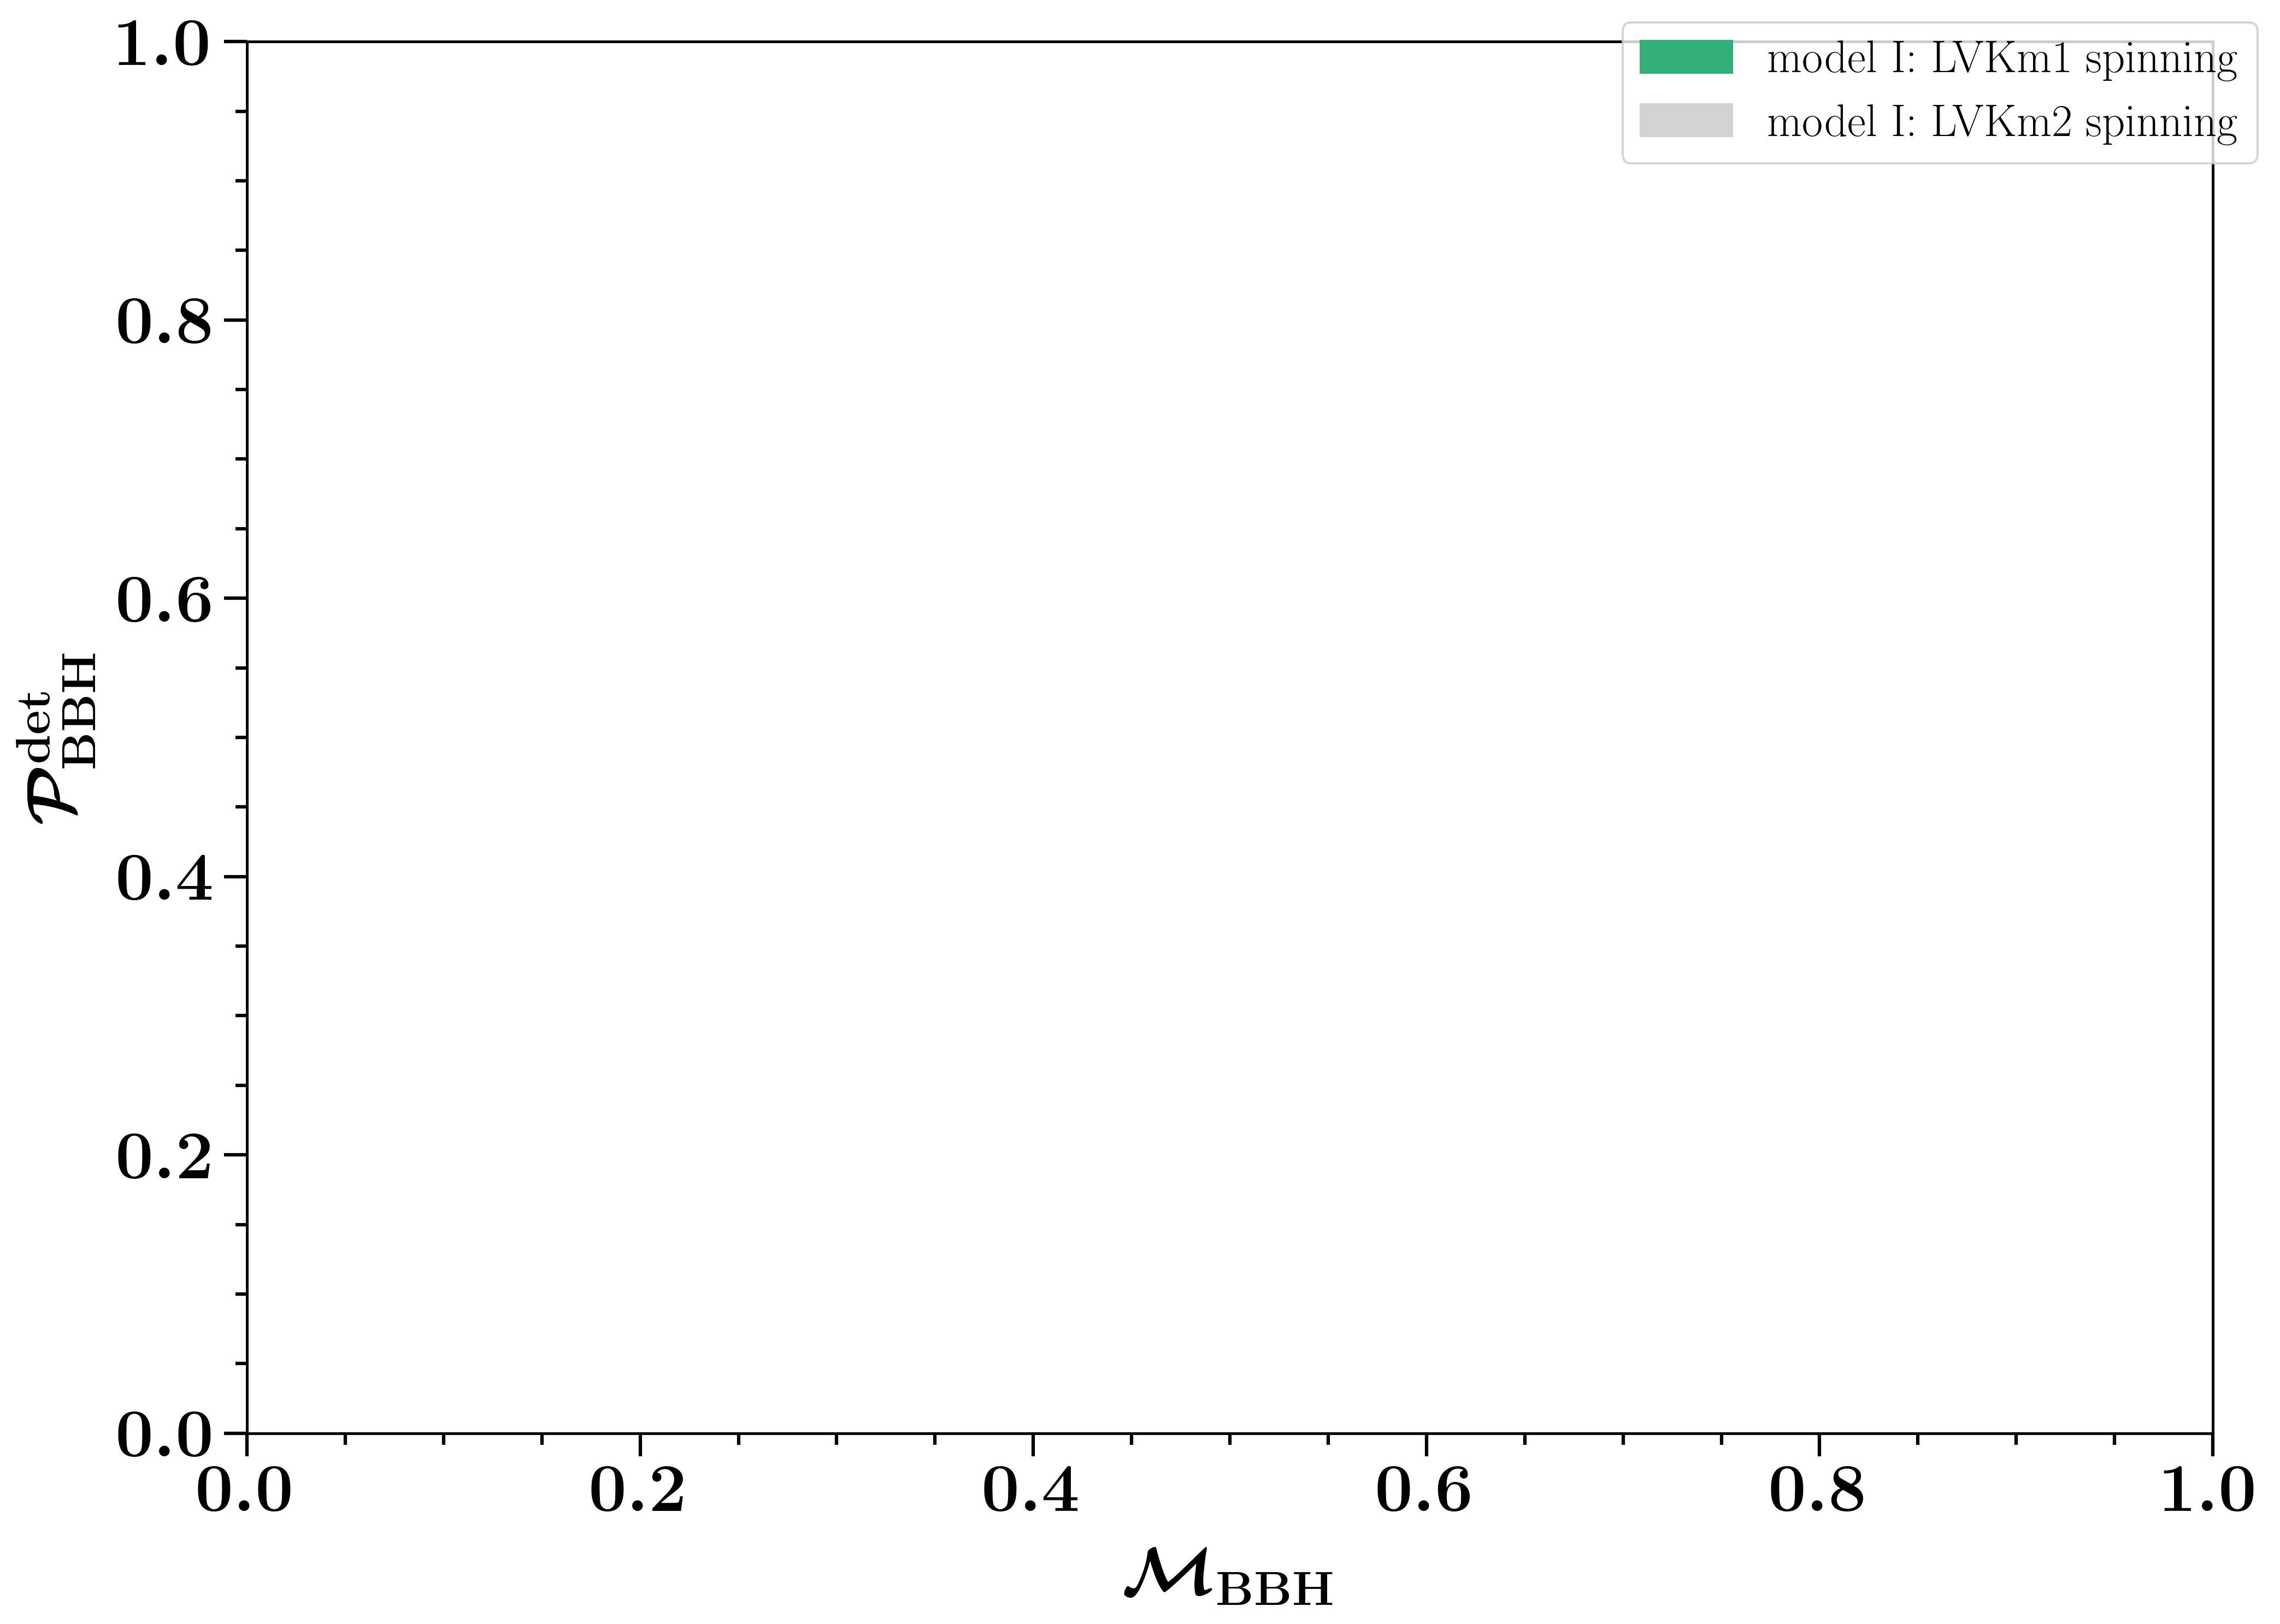 model I: LVKm1 spinning
model I: LVKm2 spinning
1.0
0.8
0.6
0.4
0.2
0.0
𝓟ᵈᵉᵗ_BBH
0.0 0.2 0.4 0.6 0.8 1.0
𝓜_BBH